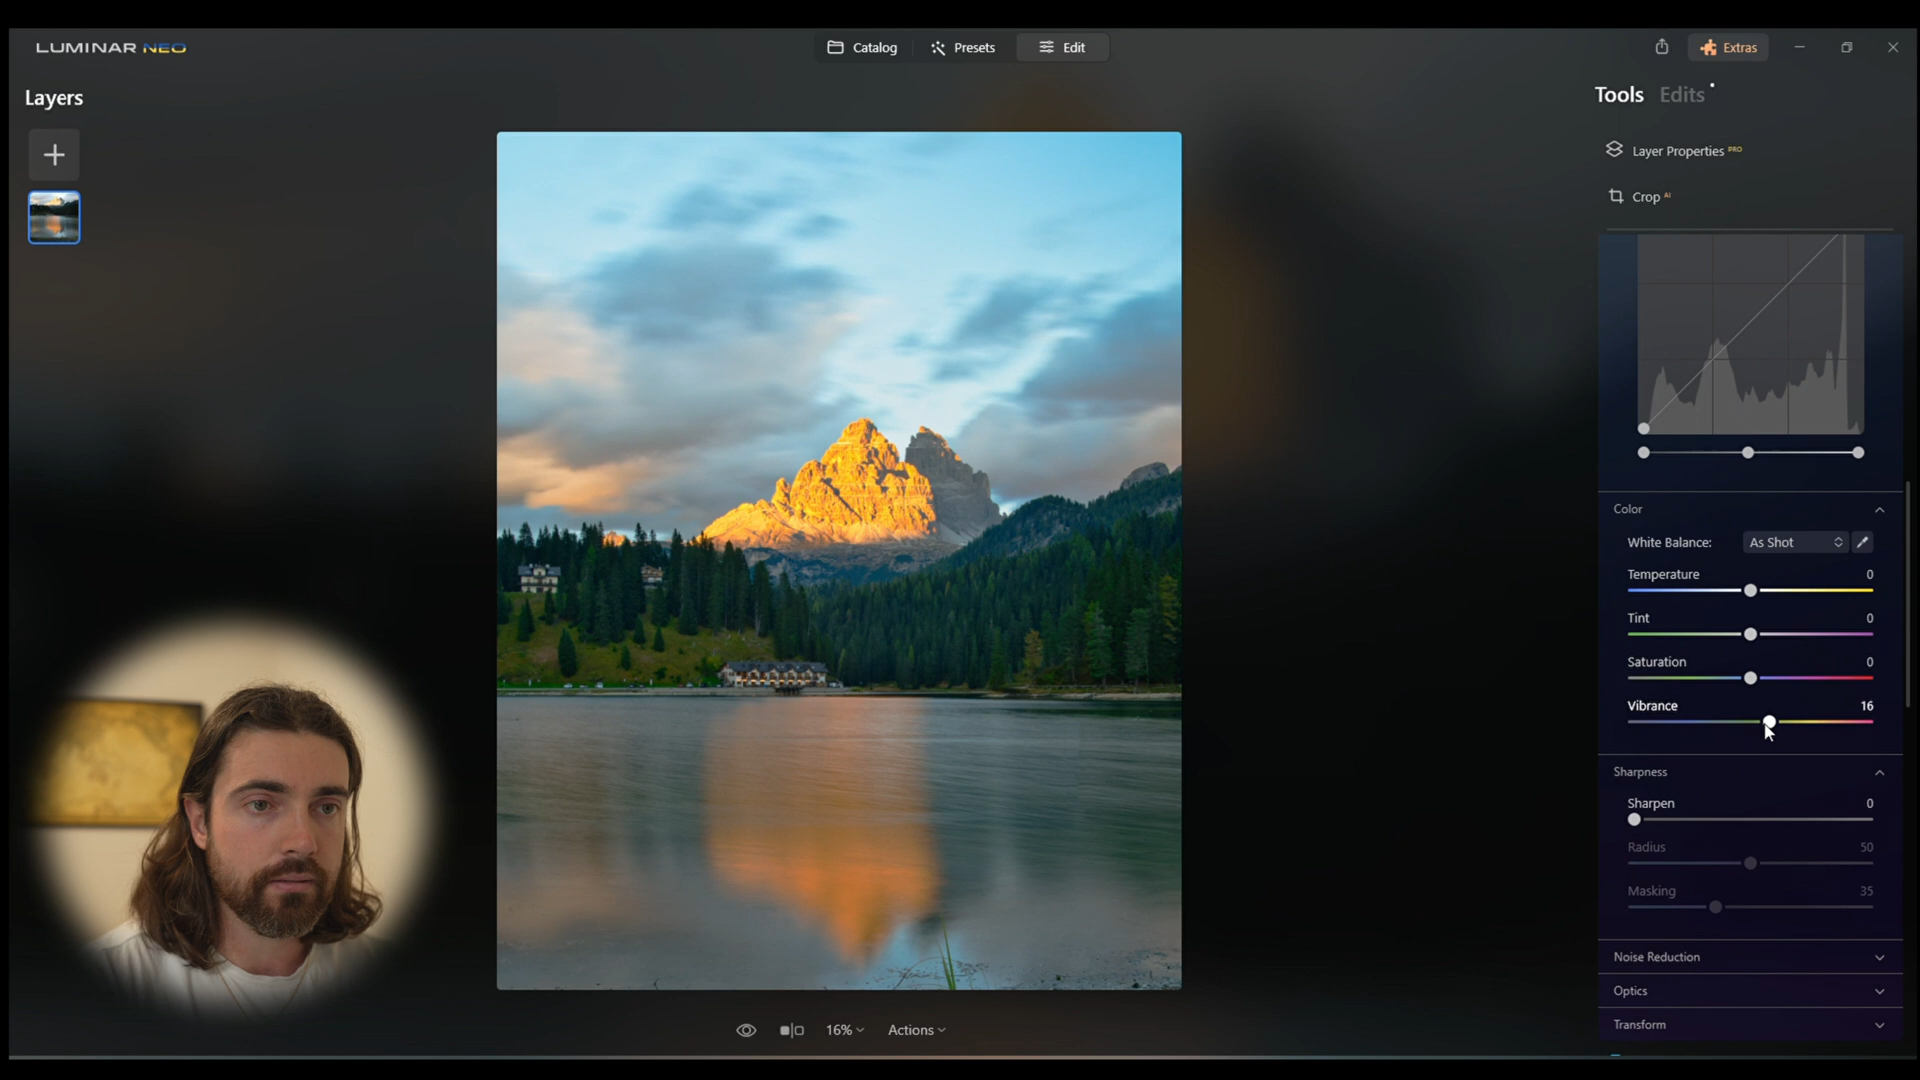 LUMINAR NEO
Catalog
Presets
Edit
Extras
Layers
Tools
Edits
Layer Properties PRO
Crop AI
Color
White Balance:
As Shot
Temperature 0
Tint 0
Saturation 0
Vibrance 16
Sharpness
Sharpen 0
Radius 50
Masking 35
Noise Reduction
Optics
Transform
16%
Actions